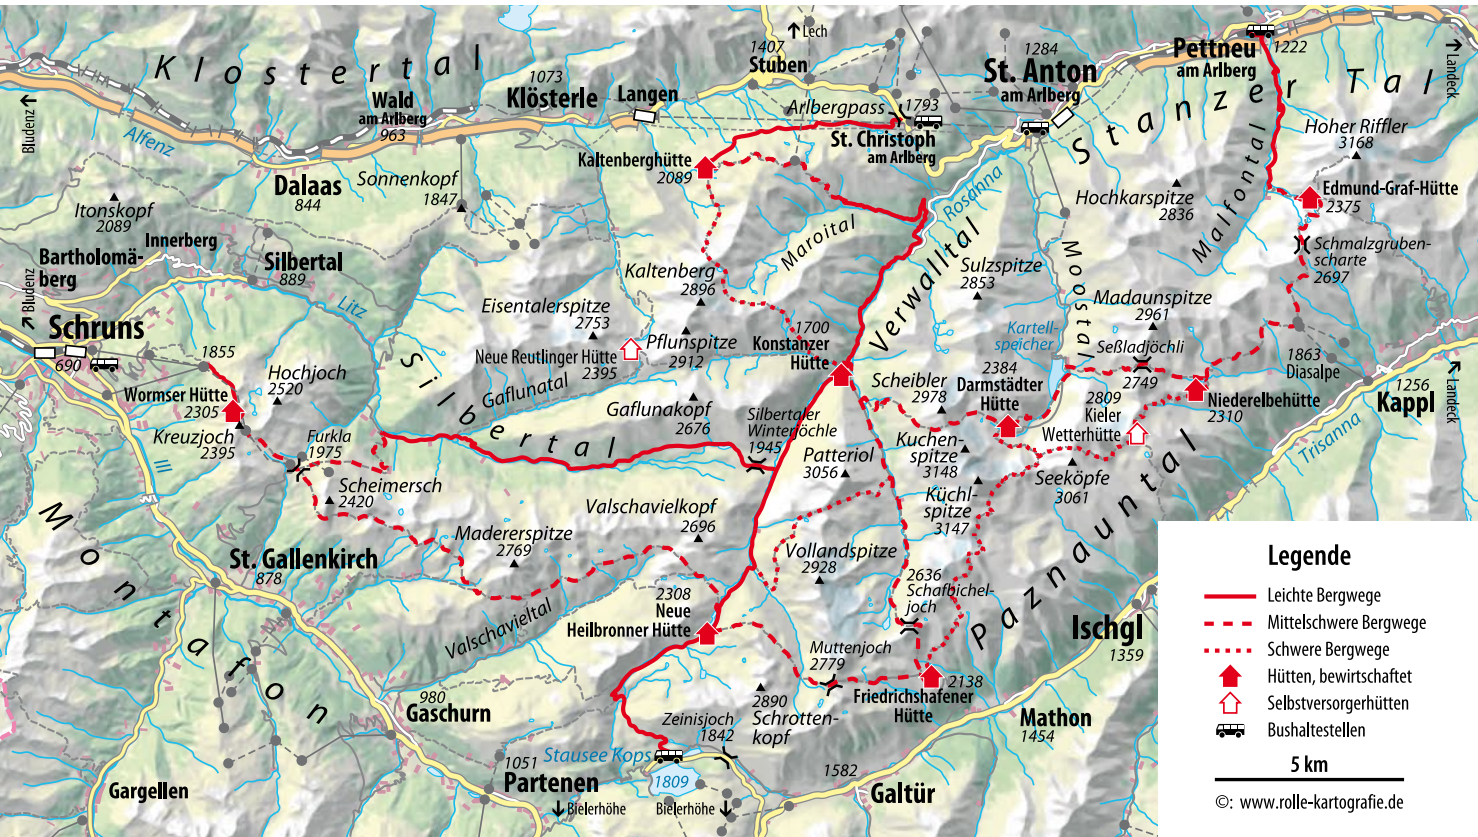 Klostertal
Bludenz
Alfenz
Wald
am Arlberg
963
1073
Klösterle
Langen
1407
Stuben
Lech
Arlbergpass
1793
St. Christoph
am Arlberg
1284
St. Anton
am Arlberg
Pettneu
am Arlberg
1222
Landeck
Stanzer Tal
Hoher Riffler
3168
Edmund-Graf-Hütte
2375
Hochkarspitze
2836
Malfontal
Schmalzgruben-
scharte
2697
Rosanna
Kaltenberghütte
2089
Maroital
Verwalltal
Sonnenkopf
1847
Dalaas
844
Itonskopf
2089
Innerberg
Bartholomä-
berg
Silbertal
889
Bludenz
Schruns
690
Litz
1855
Wormser Hütte
2305
Hochjoch
2520
Kreuzjoch
2395
Furkla
1975
Ill
Scheimersch
2420
Silbertal
Eisentalerspitze
2753
Neue Reutlinger Hütte
2395
Gaflunatal
Kaltenberg
2896
Pflunspitze
2912
Gaflunakopf
2676
Silbertaler
Winterjöchle
1945
1700
Konstanzer
Hütte
Sulzspitze
2853
Moostal
Kartell-
speicher
Madaunspitze
2961
Seßladjöchli
2749
1863
Diasalpe
1256
Kappl
Landeck
Trisanna
Scheibler
2978
2384
Darmstädter
Hütte
2809
Kieler
Wetterhütte
Niederelbehütte
2310
Kuchen-
spitze
3148
Küchl-
spitze
3147
Seeköpfe
3061
Patteriol
3056
Vollandspitze
2928
2636
Schafbichel-
joch
Paznauntal
Valschavielkopf
2696
Madererspitze
2769
Valschavieltal
2308
Neue
Heilbronner Hütte
Muttenjoch
2779
2138
Friedrichshafener
Hütte
2890
Schrotten-
kopf
Zeinisjoch
1842
Stausee Kops
1809
Montafon
St. Gallenkirch
878
980
Gaschurn
1051
Partenen
Bielerhöhe
Bielerhöhe
Gargellen
1582
Galtür
Mathon
1454
Ischgl
1359
Legende
Leichte Bergwege
Mittelschwere Bergwege
Schwere Bergwege
Hütten, bewirtschaftet
Selbstversorgerhütten
Bushaltestellen
5 km
©: www.rolle-kartografie.de